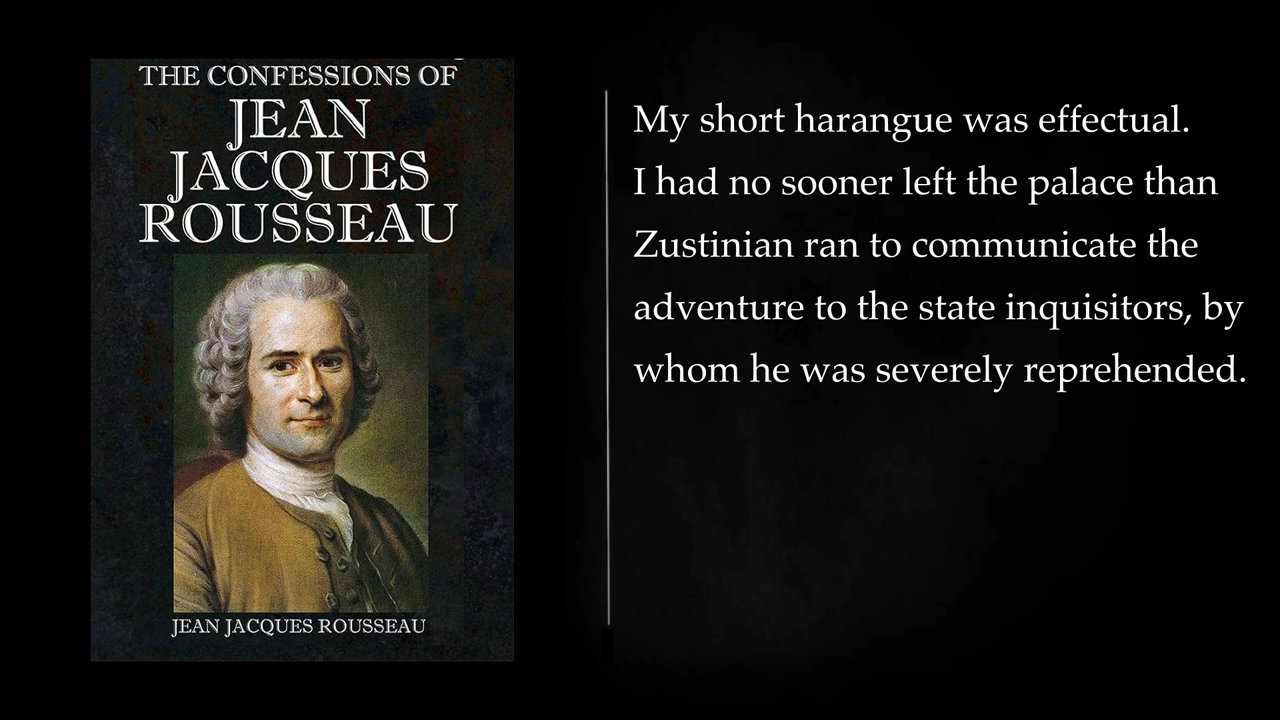 THE CONFESSIONS OF
JEAN
JACQUES
ROUSSEAU
JEAN JACQUES ROUSSEAU
My short harangue was effectual.
I had no sooner left the palace than
Zustinian ran to communicate the
adventure to the state inquisitors, by
whom he was severely reprehended.